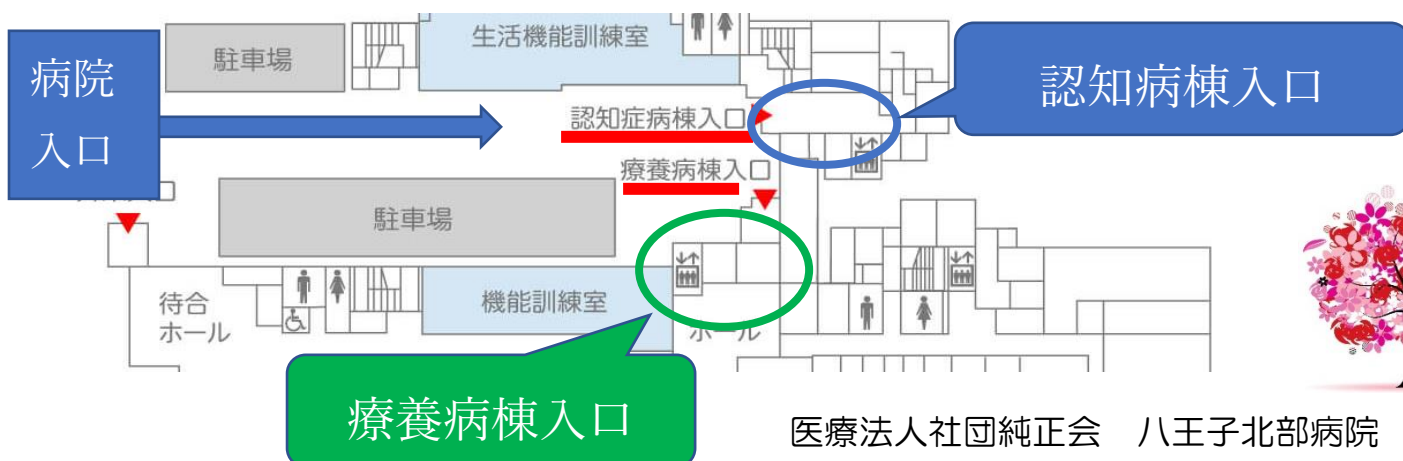 生活機能訓練室
駐車場
病院
入口
認知病棟入口
認知症病棟入口
療養病棟入口
口
駐車場
待合
ホール
機能訓練室
ホール
療養病棟入口
医療法人社団純正会 八王子北部病院